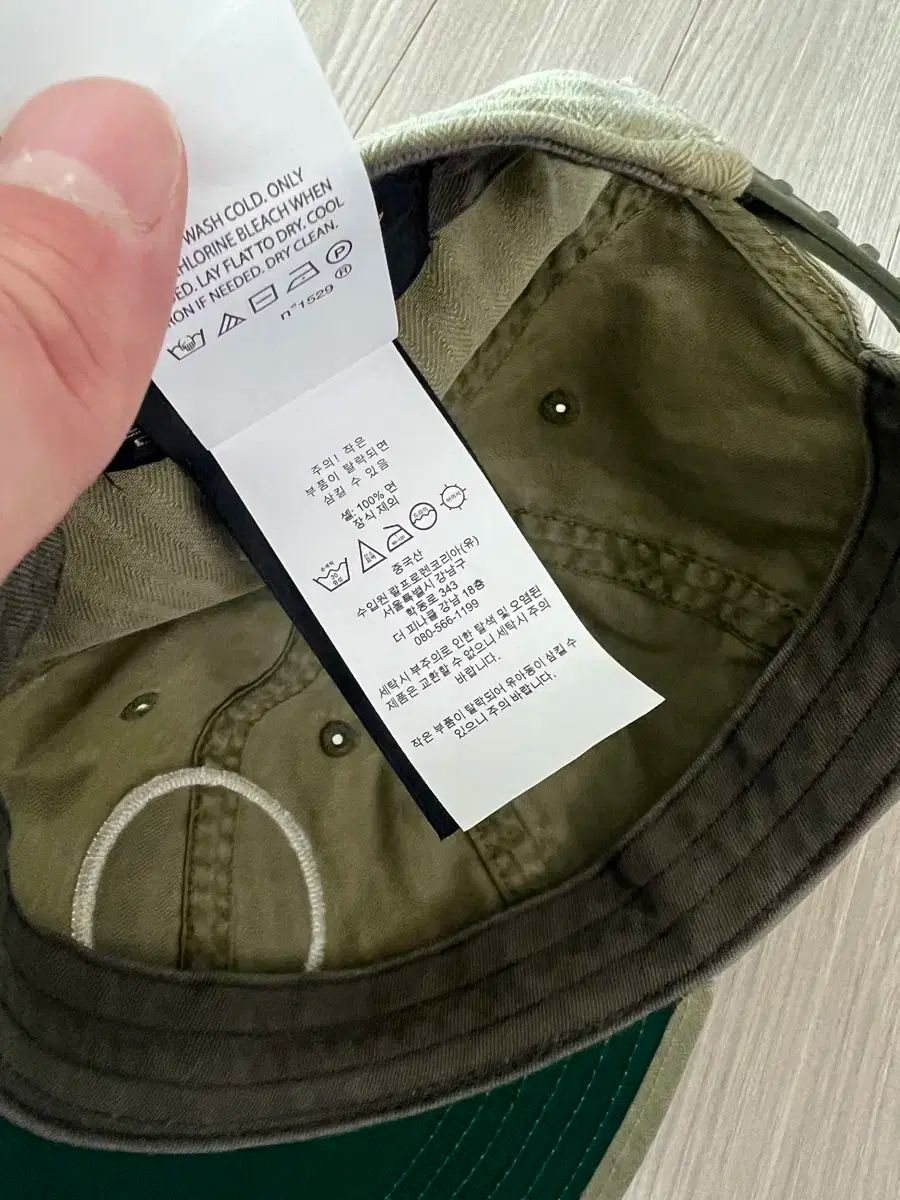 WASH COLD. ONLY
HLORINE BLEACH WHEN
ED. LAY FLAT TO DRY. COOL
RON IF NEEDED. DRY CLEAN.
P
n°1529 H
주의! 작은
부품이 탈락되면
삼킬 수 있음
셀: 100% 면
장식 제외
중국산
수입원 랄프로렌코리아(유)
서울특별시 강남구
학동로 343
더 피나클 강남 18층
080-566-1199
세탁시 부주의로 인한 탈색 및 오염된
제품은 교환할 수 없으니 세탁시 주의
바랍니다.
작은 부품이 탈락되어 유아동이 삼킬 수
있으니 주의 바랍니다.